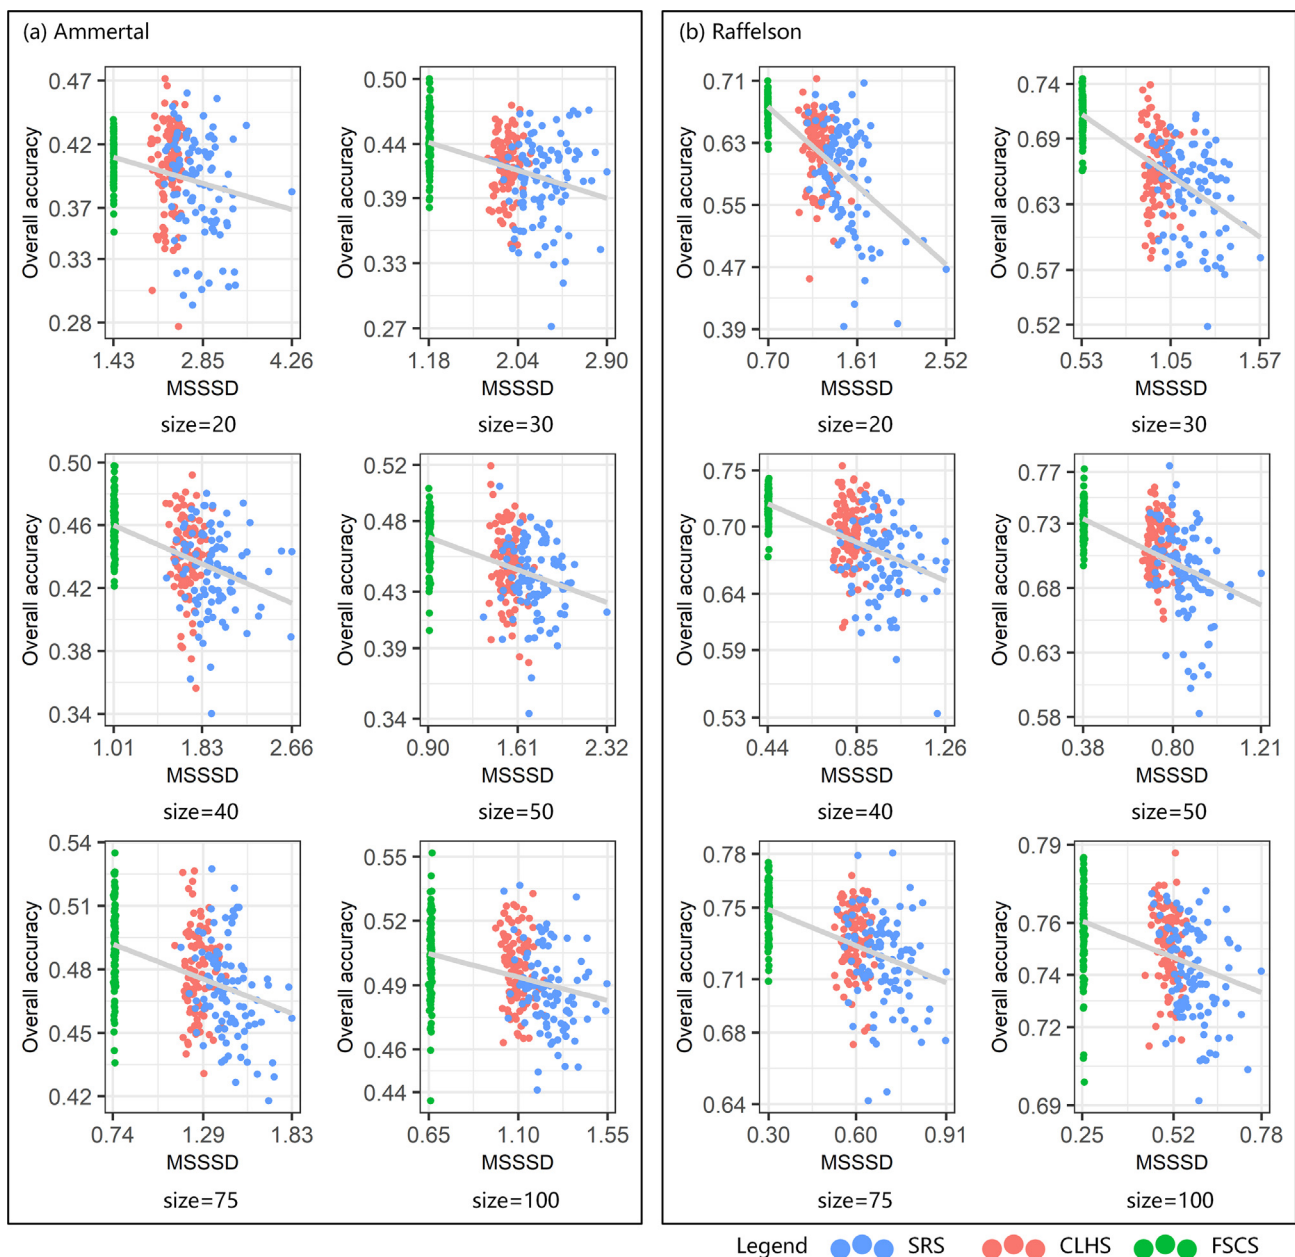 (a) Ammertal
Overall accuracy
0.47
0.42
0.37
0.33
0.28
1.43 2.85 4.26
MSSSD
size=20
Overall accuracy
0.50
0.44
0.39
0.33
0.27
1.18 2.04 2.90
MSSSD
size=30
Overall accuracy
0.50
0.46
0.42
0.38
0.34
1.01 1.83 2.66
MSSSD
size=40
Overall accuracy
0.52
0.48
0.43
0.39
0.34
0.90 1.61 2.32
MSSSD
size=50
Overall accuracy
0.54
0.51
0.48
0.45
0.42
0.74 1.29 1.83
MSSSD
size=75
Overall accuracy
0.55
0.52
0.49
0.46
0.44
0.65 1.10 1.55
MSSSD
size=100
(b) Raffelson
Overall accuracy
0.71
0.63
0.55
0.47
0.39
0.70 1.61 2.52
MSSSD
size=20
Overall accuracy
0.74
0.69
0.63
0.57
0.52
0.53 1.05 1.57
MSSSD
size=30
Overall accuracy
0.75
0.70
0.64
0.59
0.53
0.44 0.85 1.26
MSSSD
size=40
Overall accuracy
0.77
0.73
0.68
0.63
0.58
0.38 0.80 1.21
MSSSD
size=50
Overall accuracy
0.78
0.75
0.71
0.68
0.64
0.30 0.60 0.91
MSSSD
size=75
Overall accuracy
0.79
0.76
0.74
0.72
0.69
0.25 0.52 0.78
MSSSD
size=100
Legend SRS CLHS FSCS